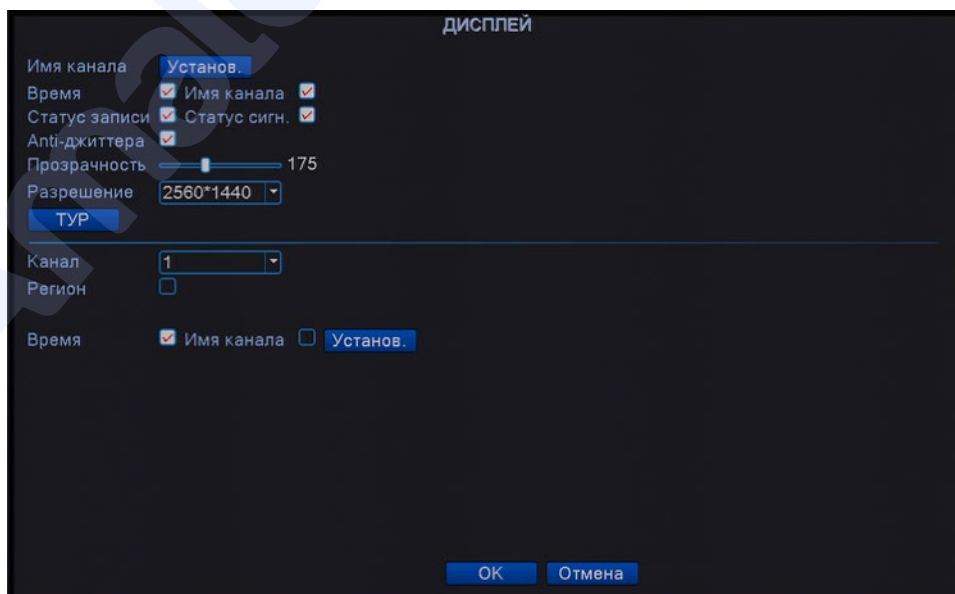 ДИСПЛЕЙ
Имя канала Установ.
Время Имя канала
Статус записи Статус сигн.
Anti-джиттера
Прозрачность 175
Разрешение 2560*1440
ТУР
Канал 1
Регион
Время Имя канала Установ.
OK Отмена